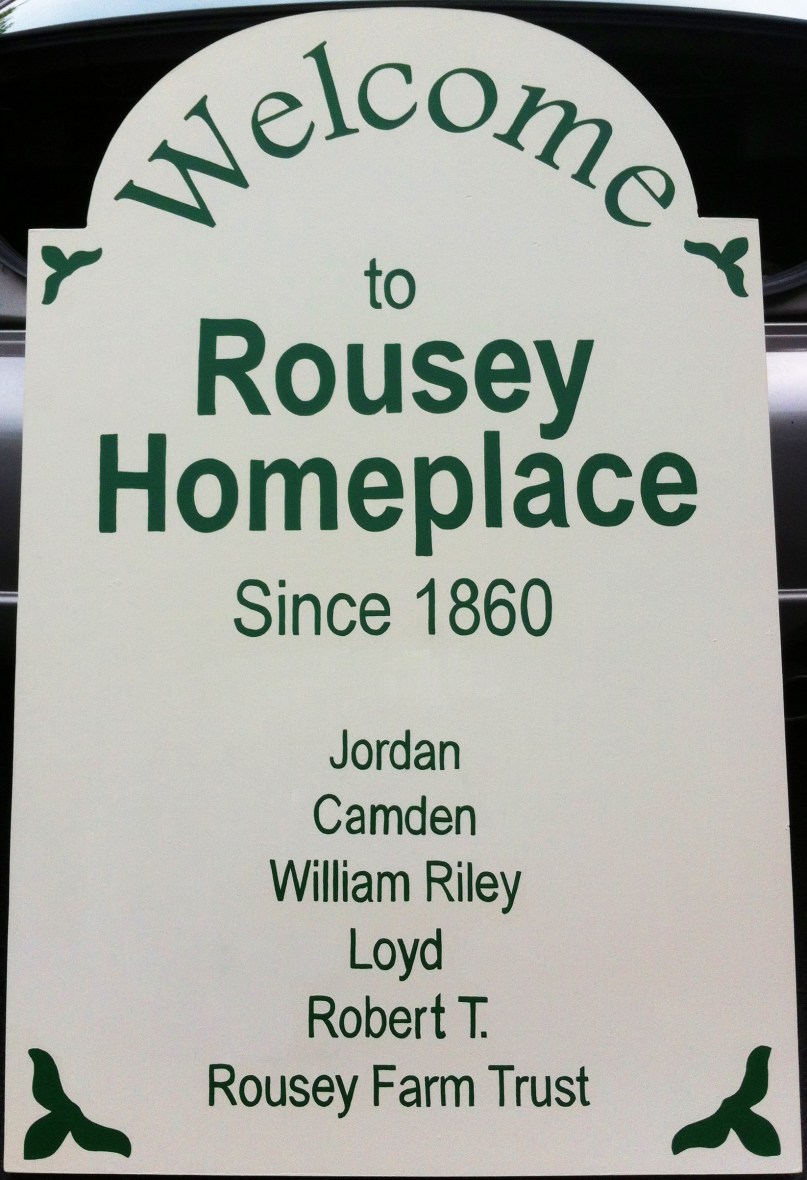 Welcome
to
Rousey
Homeplace
Since 1860
Jordan
Camden
William Riley
Loyd
Robert T.
Rousey Farm Trust